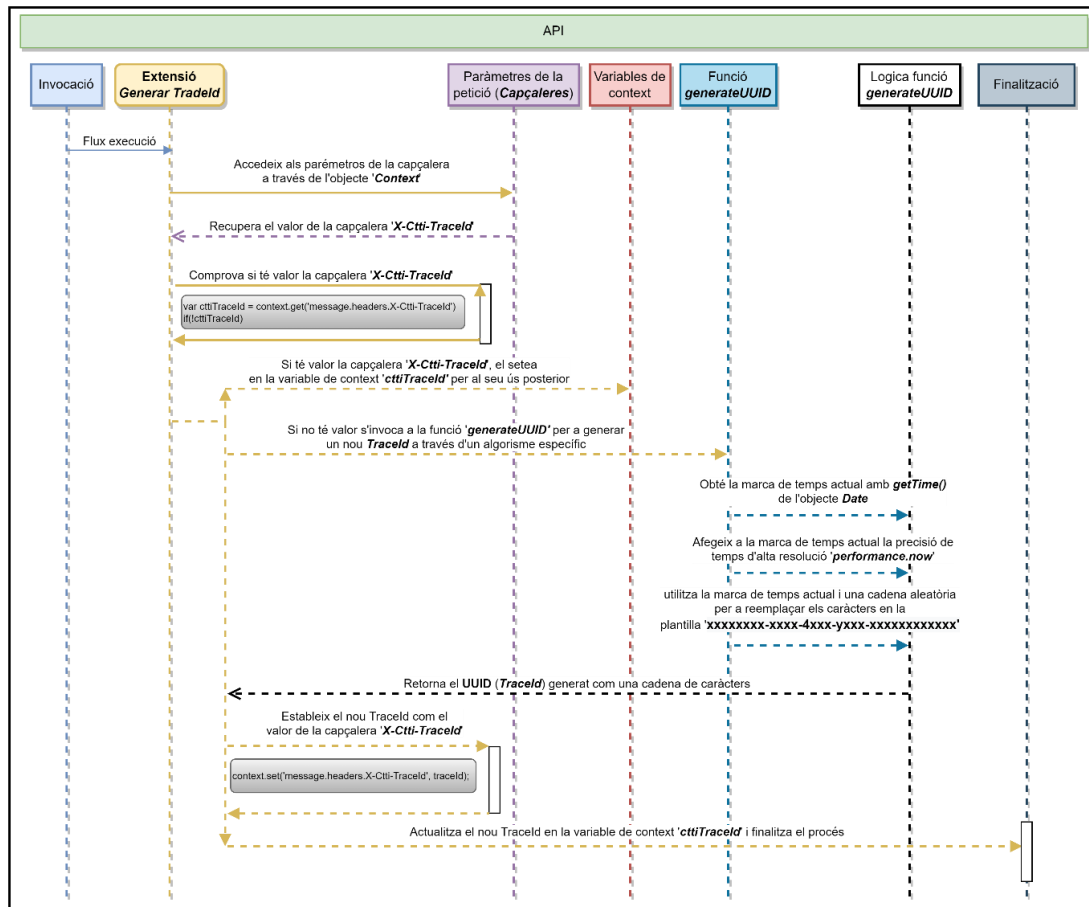 API
Invocació
Extensió
Generar TradeId
Paràmetres de la
petició (Capçaleres)
Variables de
context
Funció
generateUUID
Logica funció
generateUUID
Finalització
Flux execució
Accedeix als parémetros de la capçalera
a través de l'objecte 'Context'
Recupera el valor de la capçalera 'X-Ctti-TraceId'
Comprova si té valor la capçalera 'X-Ctti-TraceId'
var cttiTraceId = context.get('message.headers.X-Ctti-TraceId')
if(!cttiTraceId)
Si té valor la capçalera 'X-Ctti-TraceId', el setea
en la variable de context 'cttiTraceId' per al seu ús posterior
Si no té valor s'invoca a la funció 'generateUUID' per a generar
un nou TraceId a través d'un algorisme específic
Obté la marca de temps actual amb getTime()
de l'objecte Date
Afegeix a la marca de temps actual la precisió de
temps d'alta resolució 'performance.now'
utilitza la marca de temps actual i una cadena aleatòria
per a reemplaçar els caràcters en la
plantilla 'xxxxxxxx-xxxx-4xxx-yxxx-xxxxxxxxxxxx'
Retorna el UUID (TraceId) generat com una cadena de caràcters
Estableix el nou TraceId com el
valor de la capçalera 'X-Ctti-TraceId'
context.set('message.headers.X-Ctti-TraceId', traceId);
Actualitza el nou TraceId en la variable de context 'cttiTraceId' i finalitza el procés